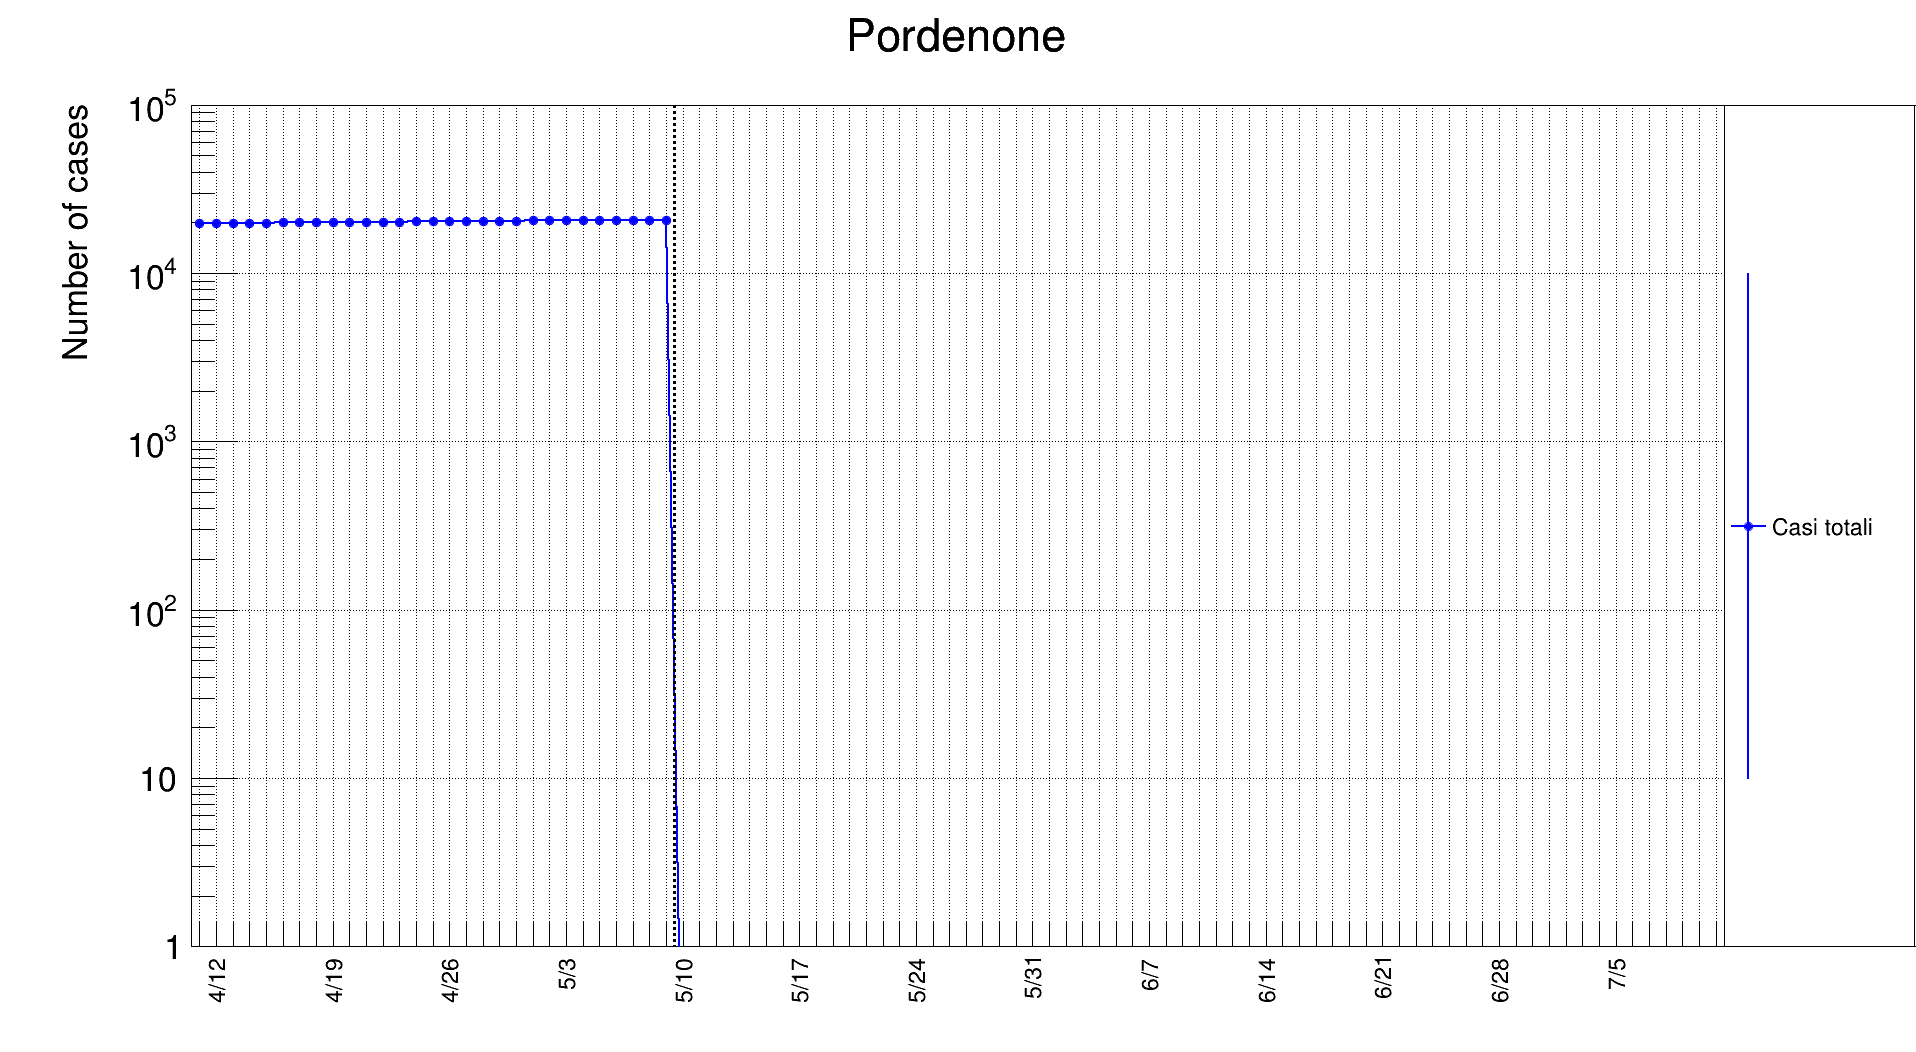 Pordenone
Number of cases
10^5
10^4
10^3
10^2
10
1
4/12 4/19 4/26 5/3 5/10 5/17 5/24 5/31 6/7 6/14 6/21 6/28 7/5
Casi totali